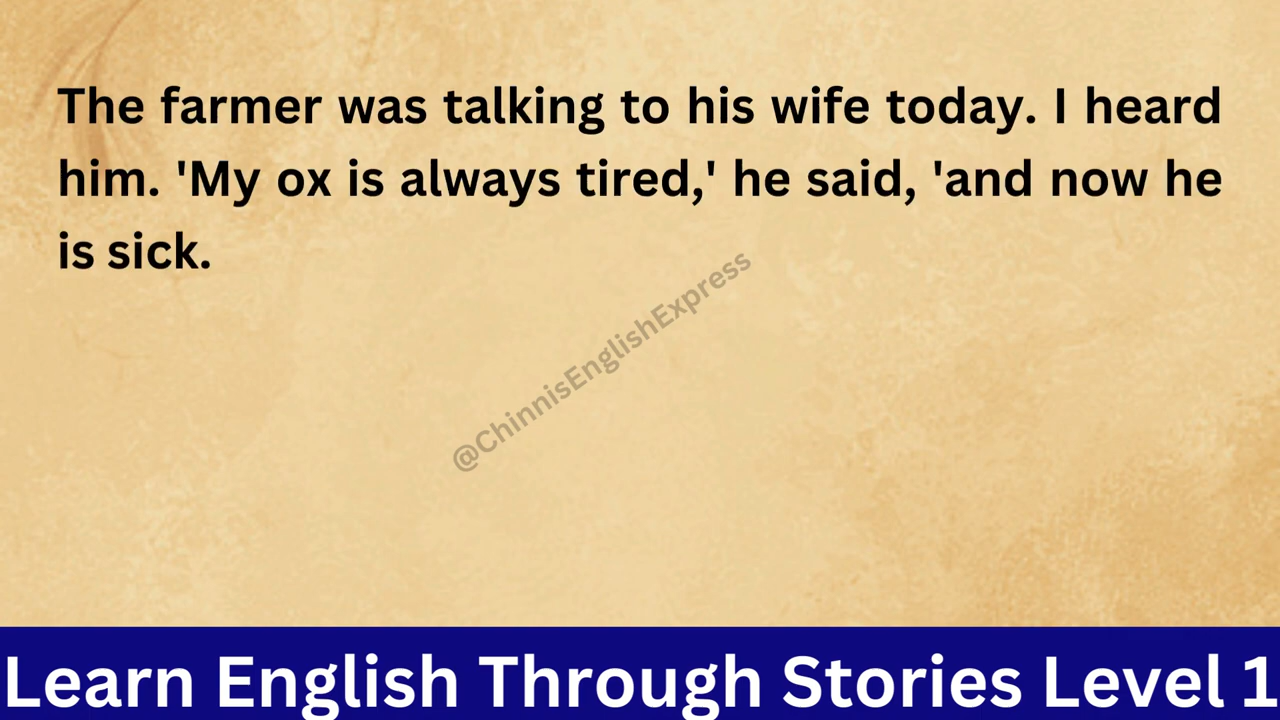 The farmer was talking to his wife today. I heard
him. 'My ox is always tired,' he said, 'and now he
is sick.
@ChinnisEnglishExpress
Learn English Through Stories Level 1